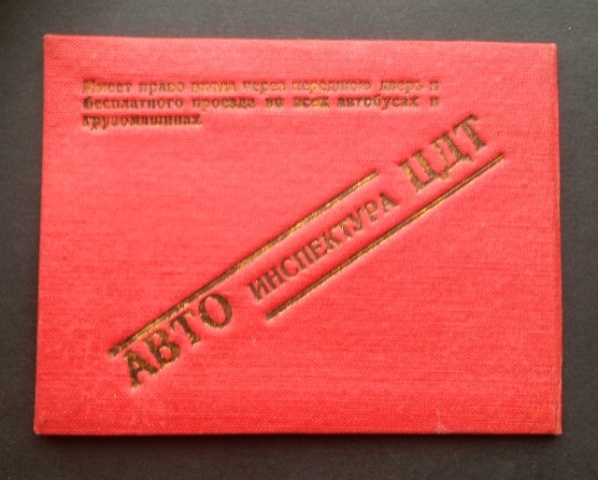 Имеет право входа через переднюю дверь и
бесплатного проезда во всех автобусах и
грузомашинах
АВТО ИНСПЕКТУРА ЦДТ